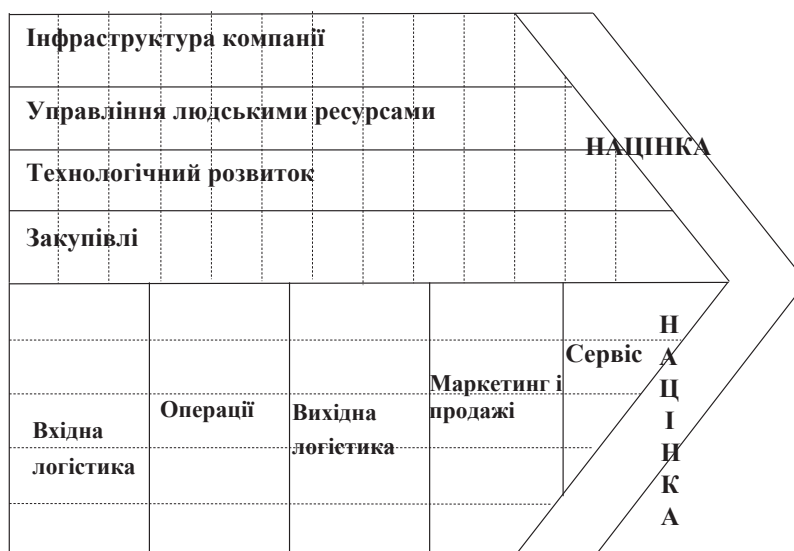 Інфраструктура компанії
Управління людськими ресурсами
НАЦІНКА
Технологічний розвиток
Закупівлі
Вхідна
логістика
Операції
Вихідна
логістика
Маркетинг і
продажі
Сервіс
Н
А
Ц
І
Н
К
А